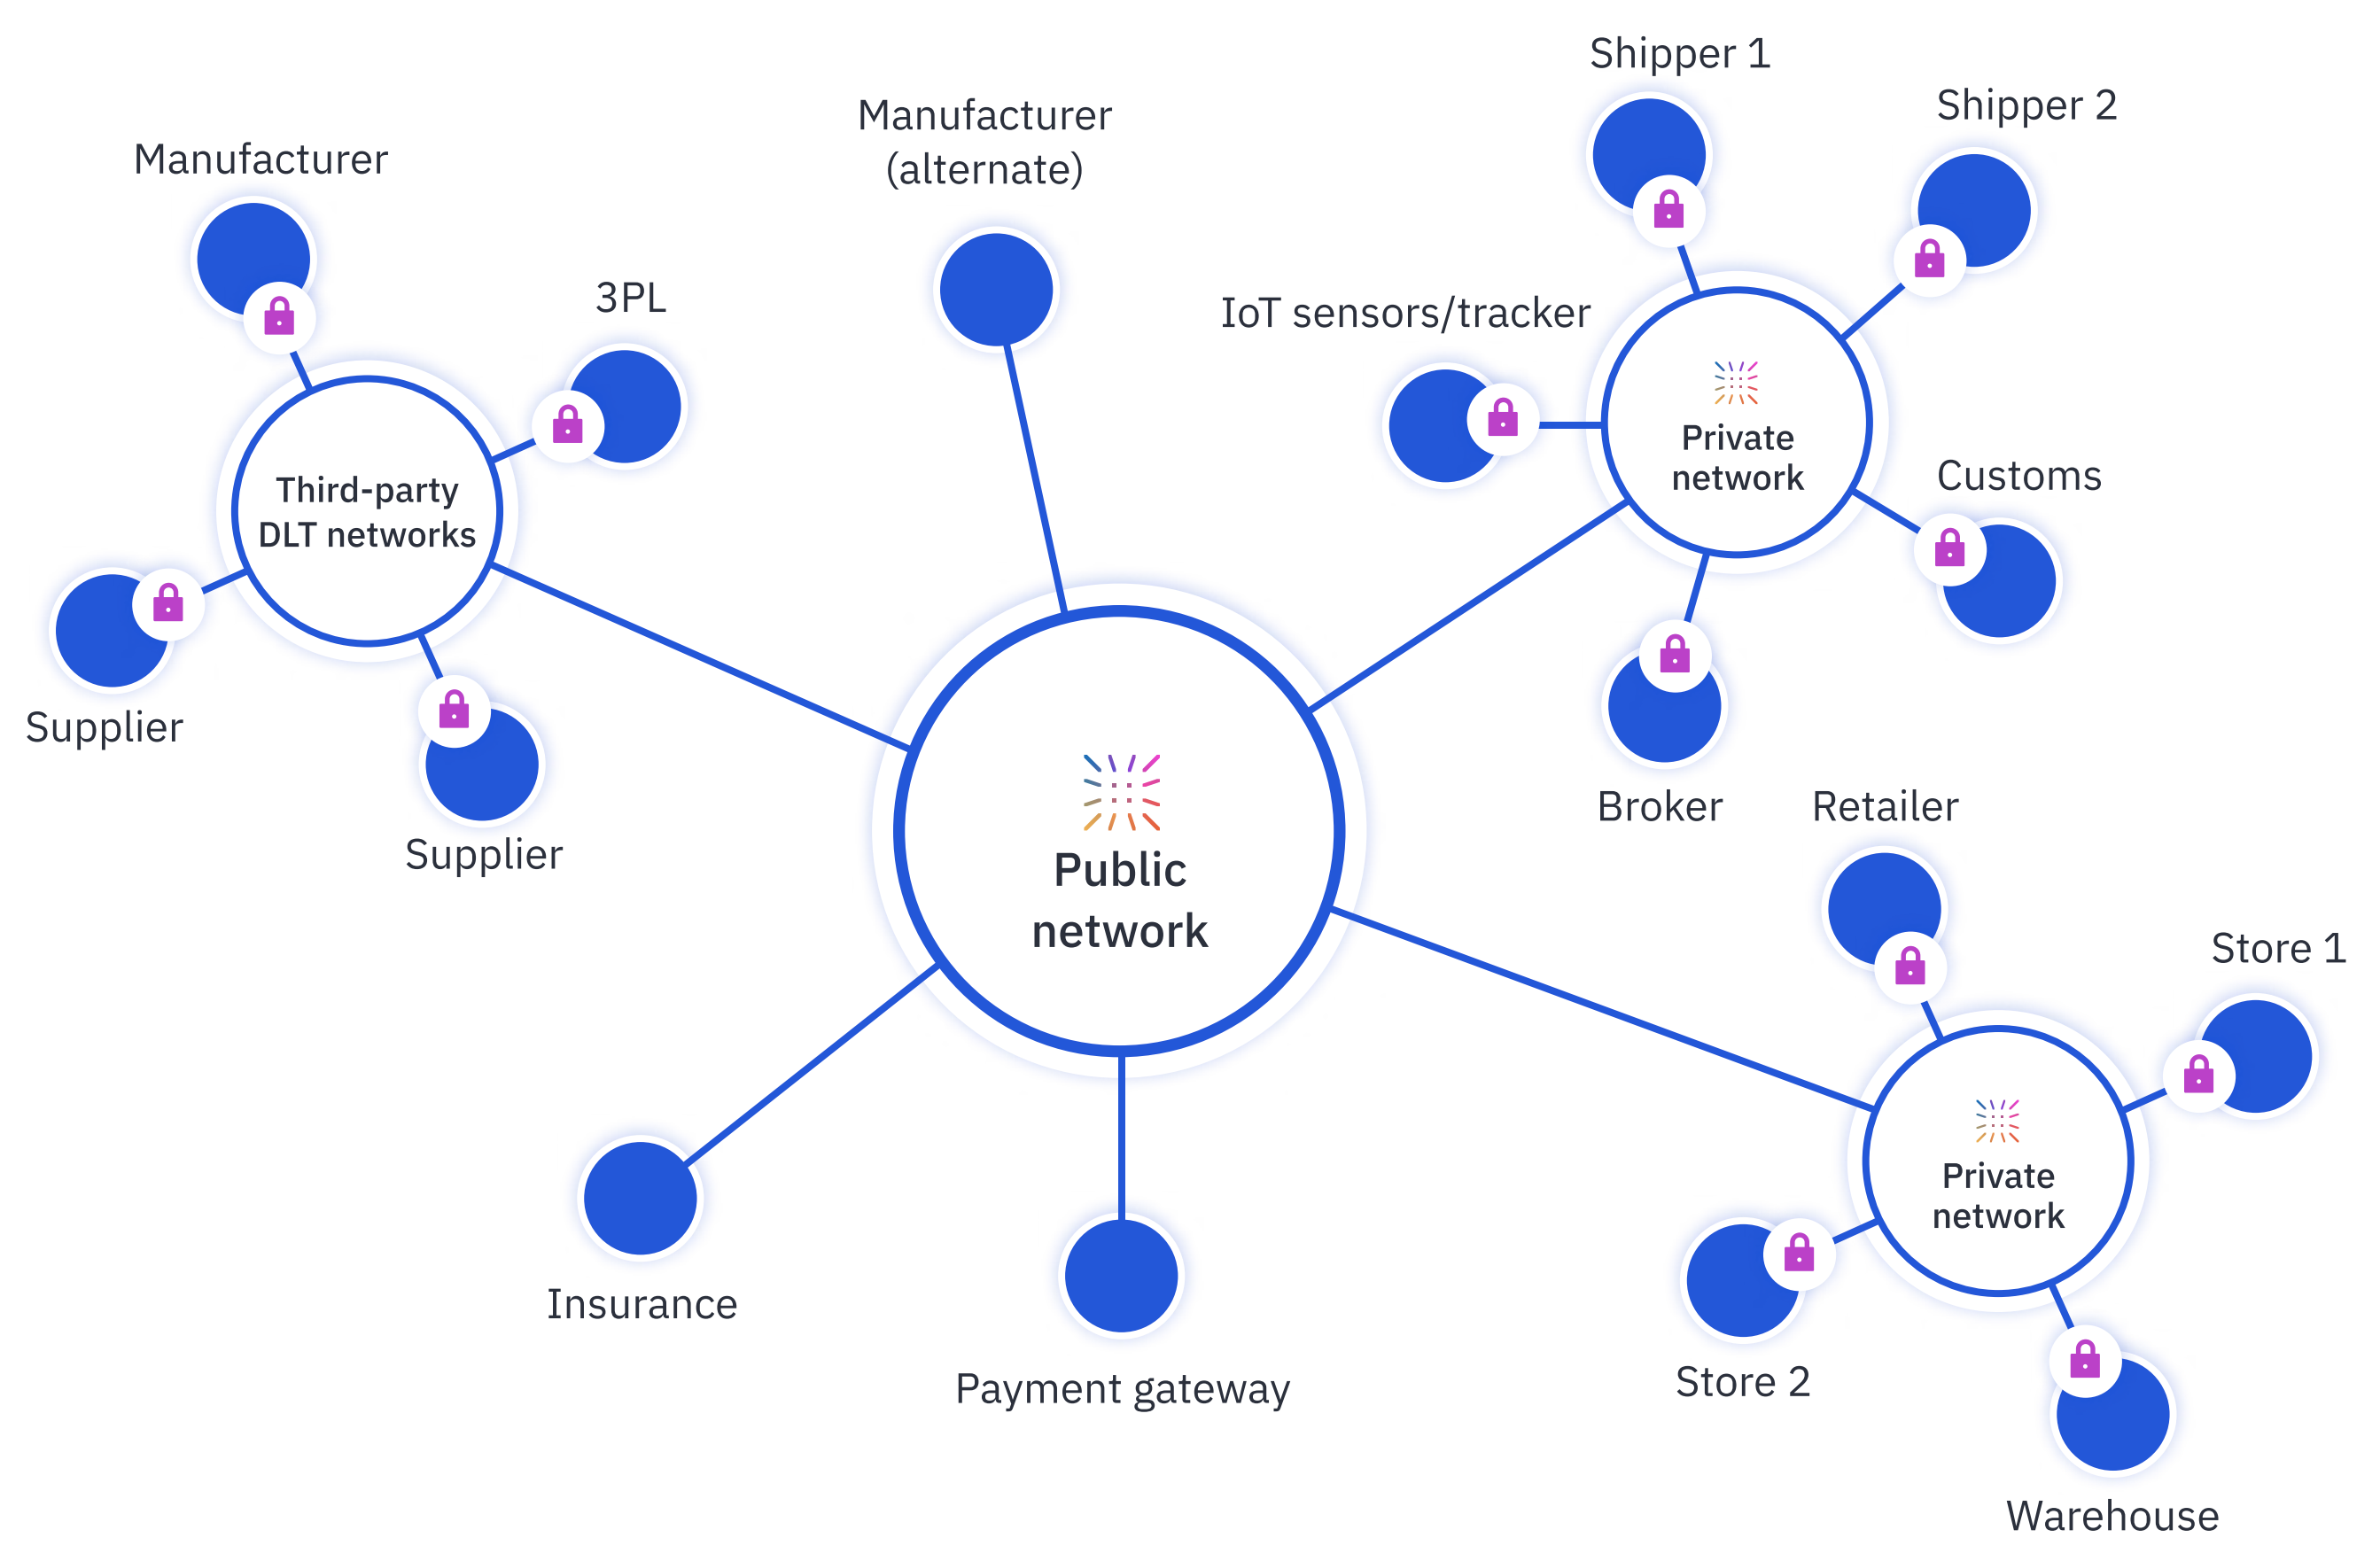 Shipper 1
Shipper 2
Manufacturer
(alternate)
Manufacturer
3PL
IoT sensors/tracker
Private
network
Customs
Third-party
DLT networks
Supplier
Supplier
Broker
Retailer
Public
network
Store 1
Private
network
Insurance
Payment gateway
Store 2
Warehouse